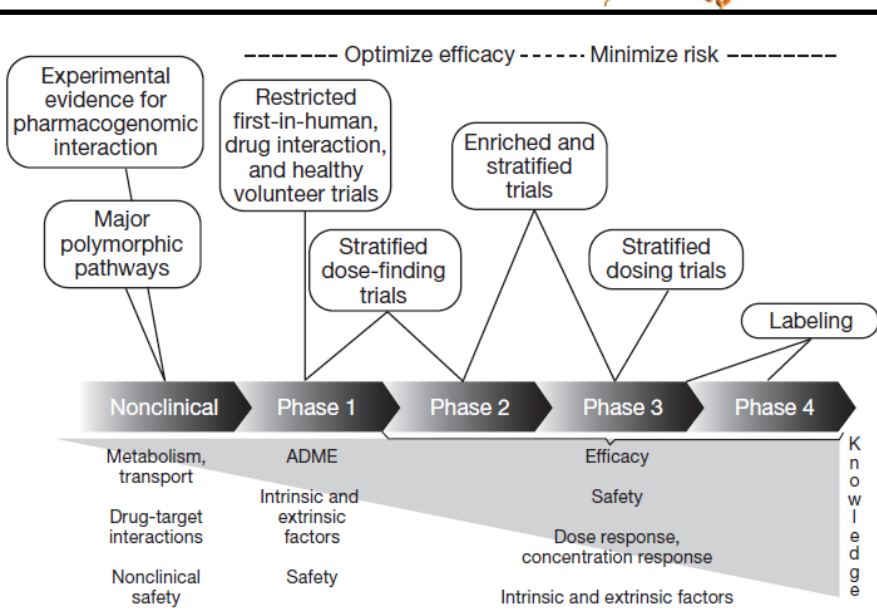 Optimize efficacy
Minimize risk
Experimental
evidence for
pharmacogenomic
interaction
Major
polymorphic
pathways
Restricted
first-in-human,
drug interaction,
and healthy
volunteer trials
Stratified
dose-finding
trials
Enriched and
stratified
trials
Stratified
dosing trials
Labeling
Nonclinical
Phase 1
Phase 2
Phase 3
Phase 4
Metabolism,
transport
Drug-target
interactions
Nonclinical
safety
ADME
Intrinsic and
extrinsic
factors
Safety
Efficacy
Safety
Dose response,
concentration response
Intrinsic and extrinsic factors
Knowledge